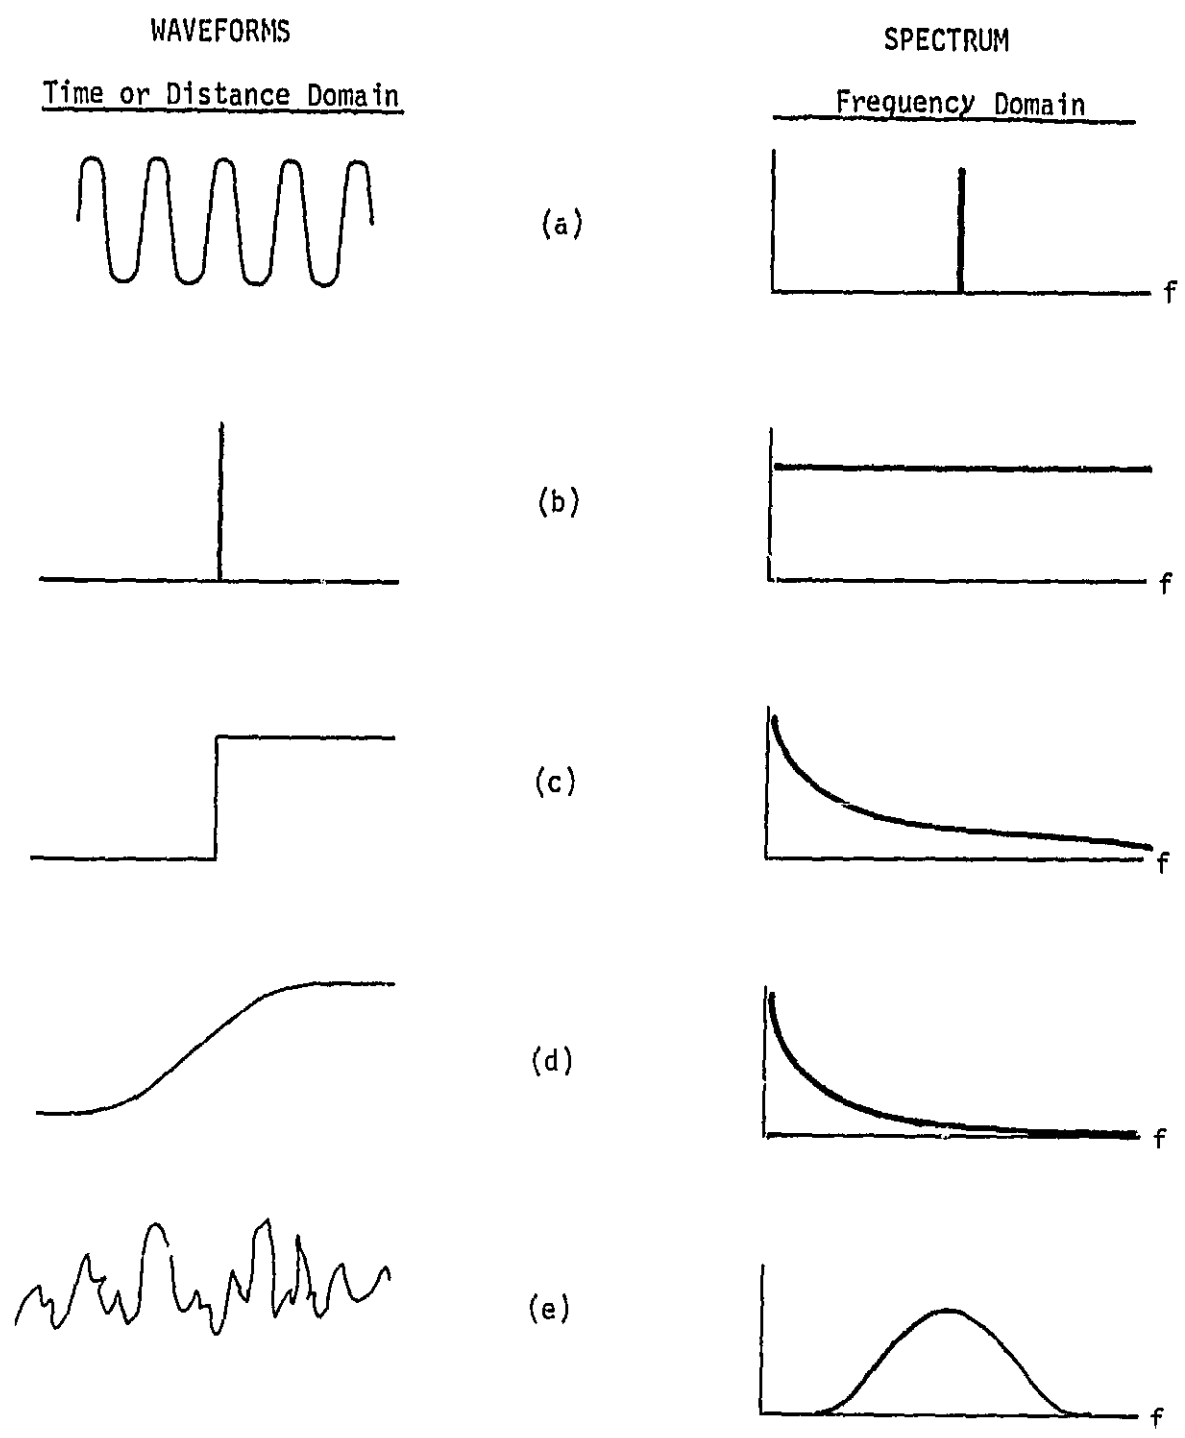 WAVEFORMS
SPECTRUM
Time or Distance Domain
Frequency Domain
(a)
f
(b)
f
(c)
f
(d)
f
(e)
f